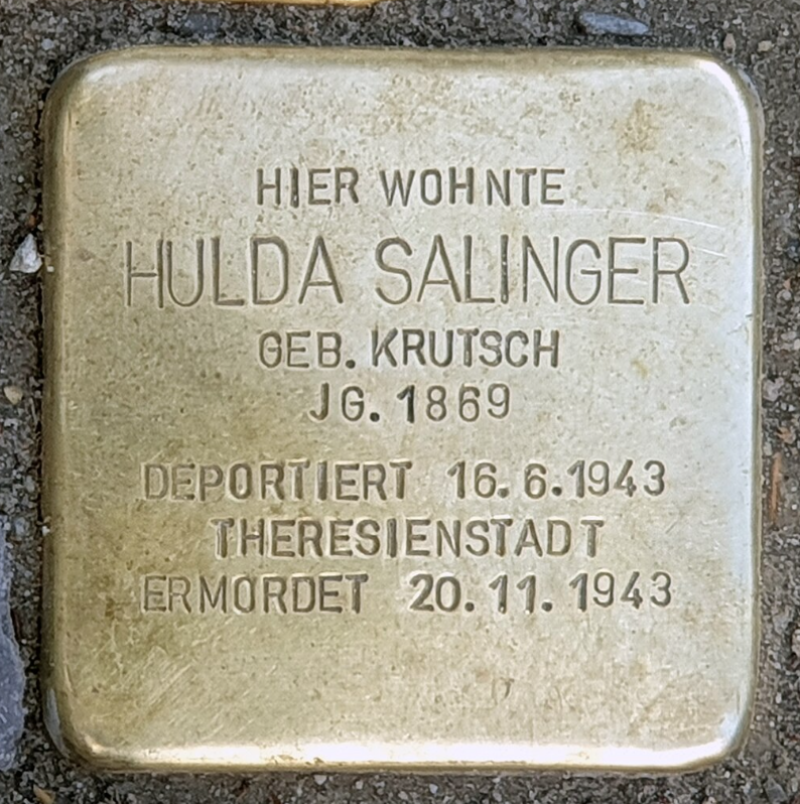 HIER WOHNTE
HULDA SALINGER
GEB. KRUTSCH
JG. 1869
DEPORTIERT 16.6.1943
THERESIENSTADT
ERMORDET 20.11.1943